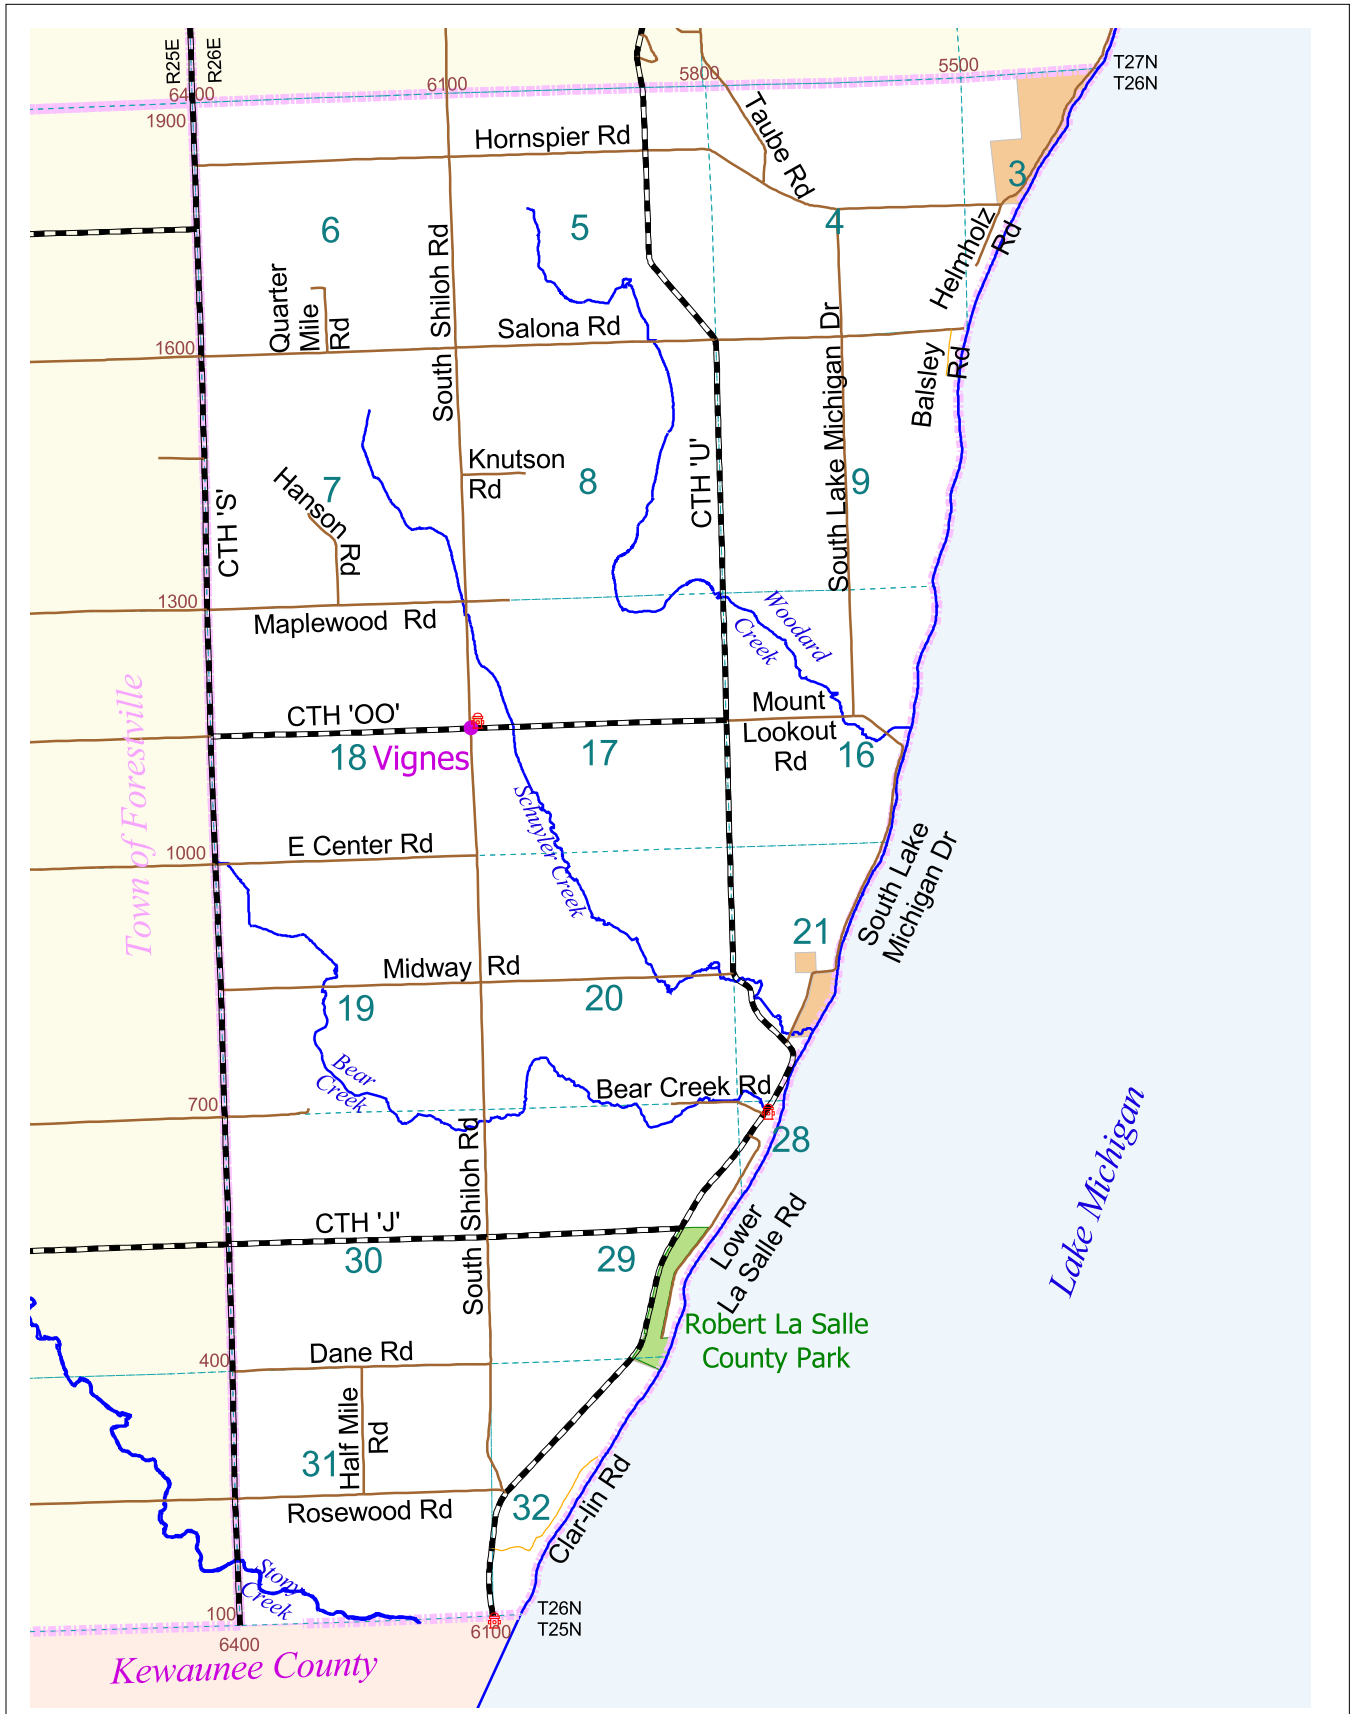 R25E
R26E
T27N
T26N
5500
5800
6100
6400
1900
Hornspier Rd
Taube Rd
3
4
5
6
Helmholz
Rd
South Shiloh Rd
Quarter
Mile
Rd
Salona Rd
1600
South Lake Michigan Dr
Balsley
Rd
Knutson
Rd
7
8
9
Hanson
Rd
CTH 'S'
CTH 'U'
1300
Maplewood Rd
Woodard
Creek
Town of Forestville
CTH 'OO'
Mount
Lookout
Rd
18
Vignes
17
16
Schuyler Creek
E Center Rd
1000
South Lake
Michigan Dr
21
Midway Rd
19
20
Bear
Creek
Bear Creek Rd
700
28
South Shiloh Rd
Lake Michigan
CTH 'J'
30
29
Lower
La Salle Rd
Robert La Salle
County Park
Dane Rd
400
Half Mile
Rd
31
Rosewood Rd
32
Clar-lin Rd
Stony
Creek
100
T26N
T25N
6400
6100
Kewaunee County